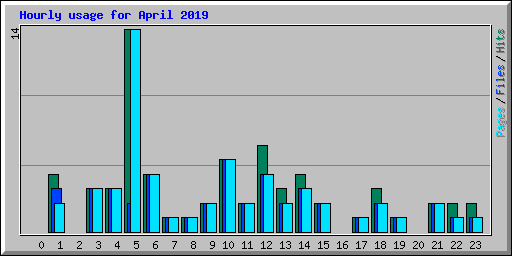 Hourly usage for April 2019
14
Pages/Files/Hits
0 1 2 3 4 5 6 7 8 9 10 11 12 13 14 15 16 17 18 19 20 21 22 23